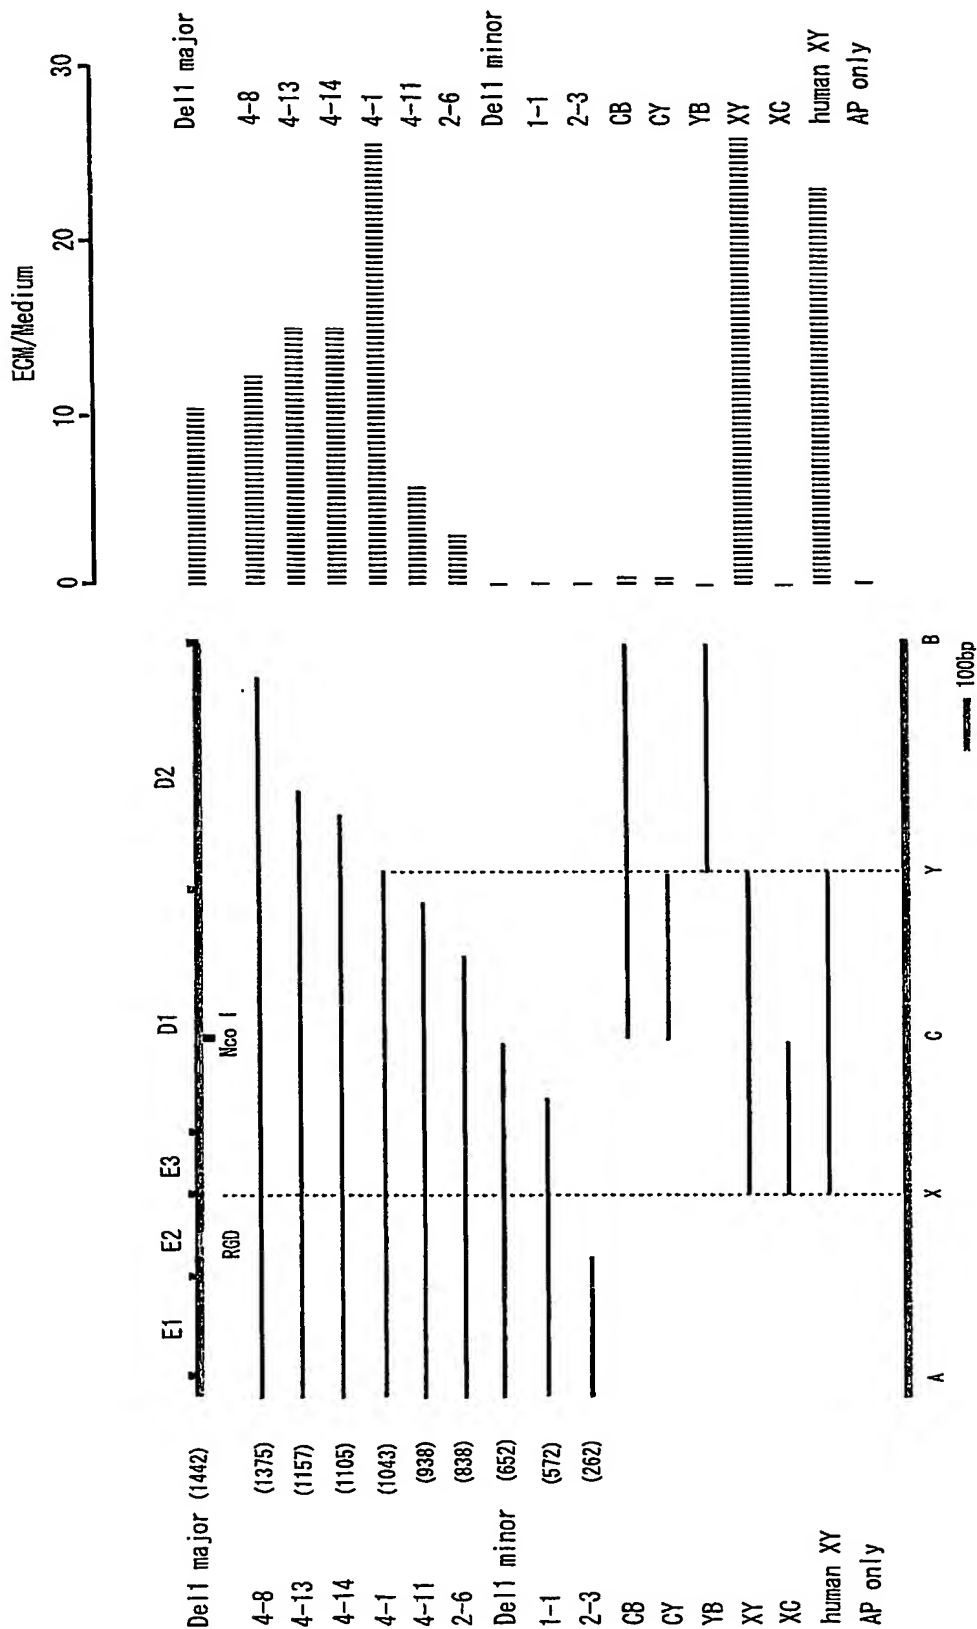 Del1 major (1442)
4-8 (1375)
4-13 (1157)
4-14 (1105)
4-1 (1043)
4-11 (938)
2-6 (838)
Del1 minor (652)
1-1 (572)
2-3 (262)
CB
CY
YB
XY
XC
human XY
AP only
E1
E2
E3
D1
D2
RGD
Nco I
A
X
C
Y
B
100bp
ECM/Medium
0
10
20
30
Del1 major
4-8
4-13
4-14
4-1
4-11
2-6
Del1 minor
1-1
2-3
CB
CY
YB
XY
XC
human XY
AP only